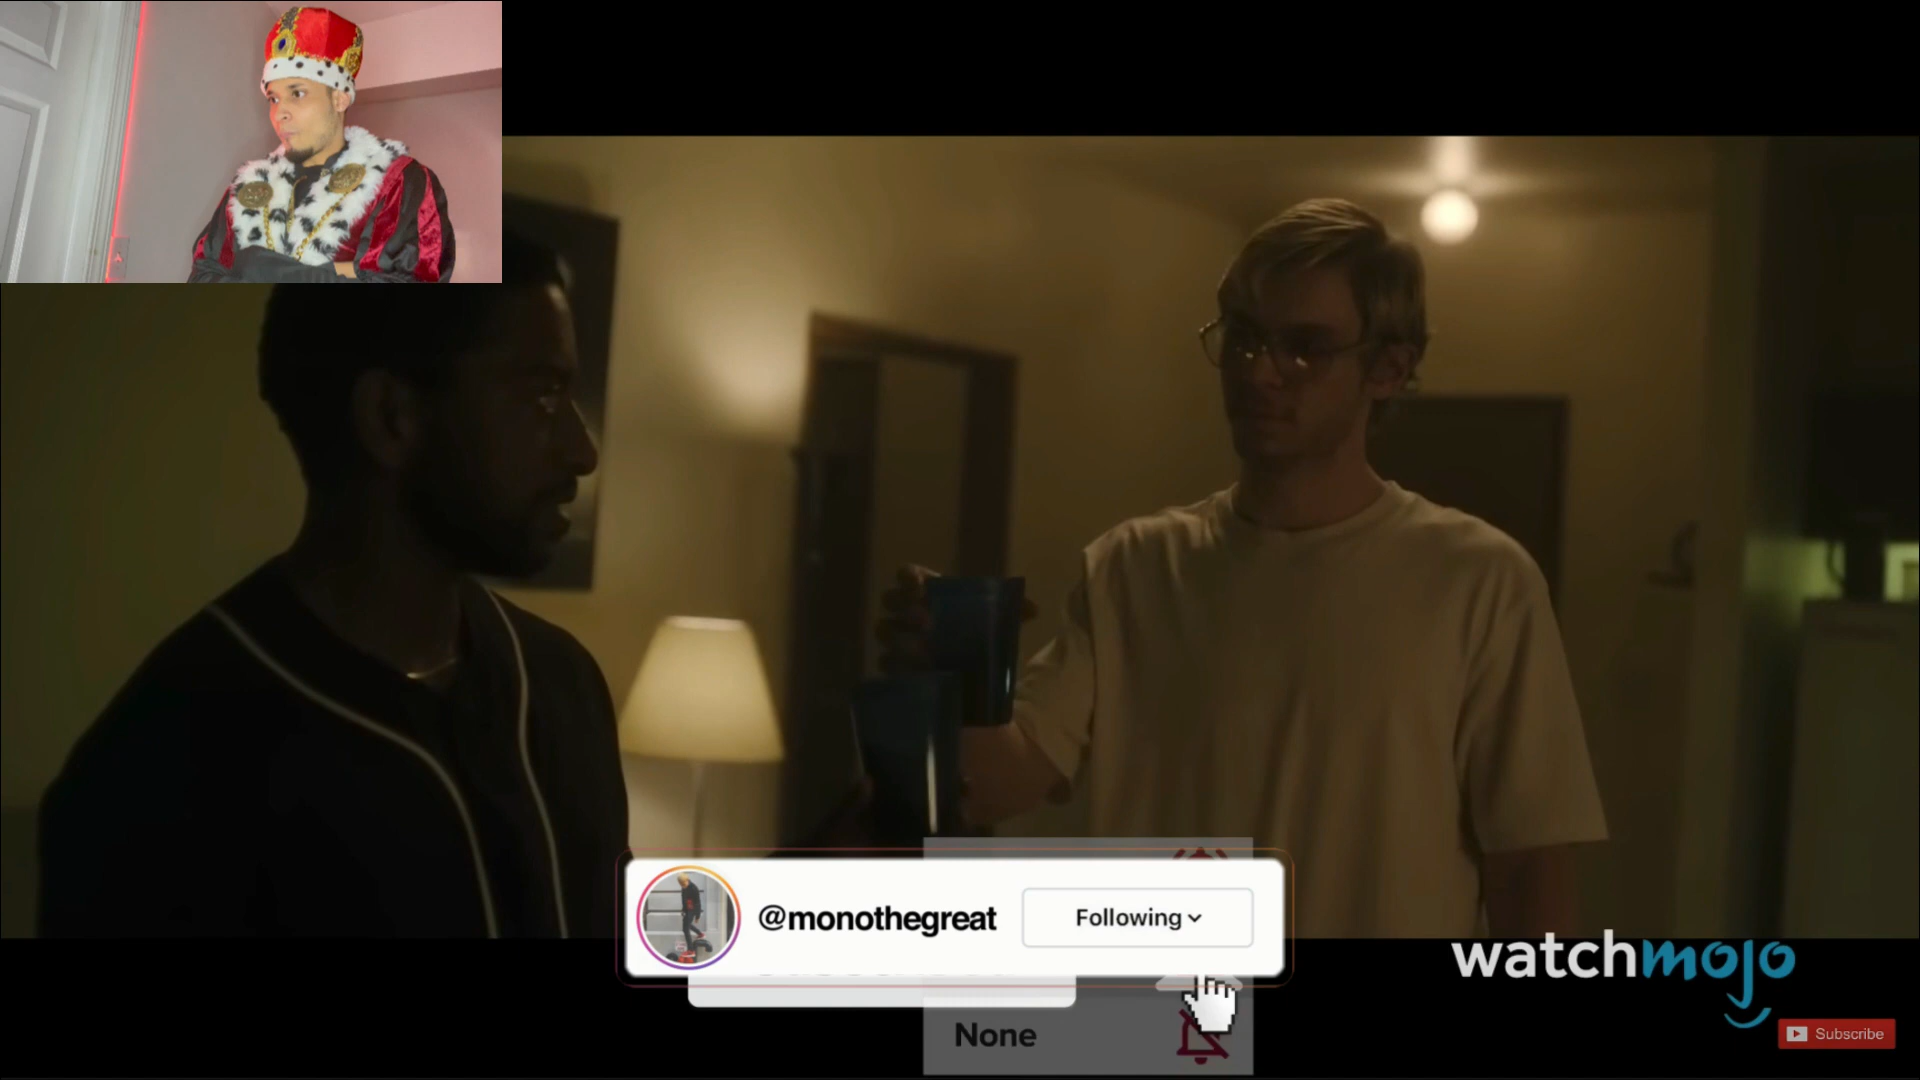 @monothegreat
Following
None
watchmojo
Subscribe